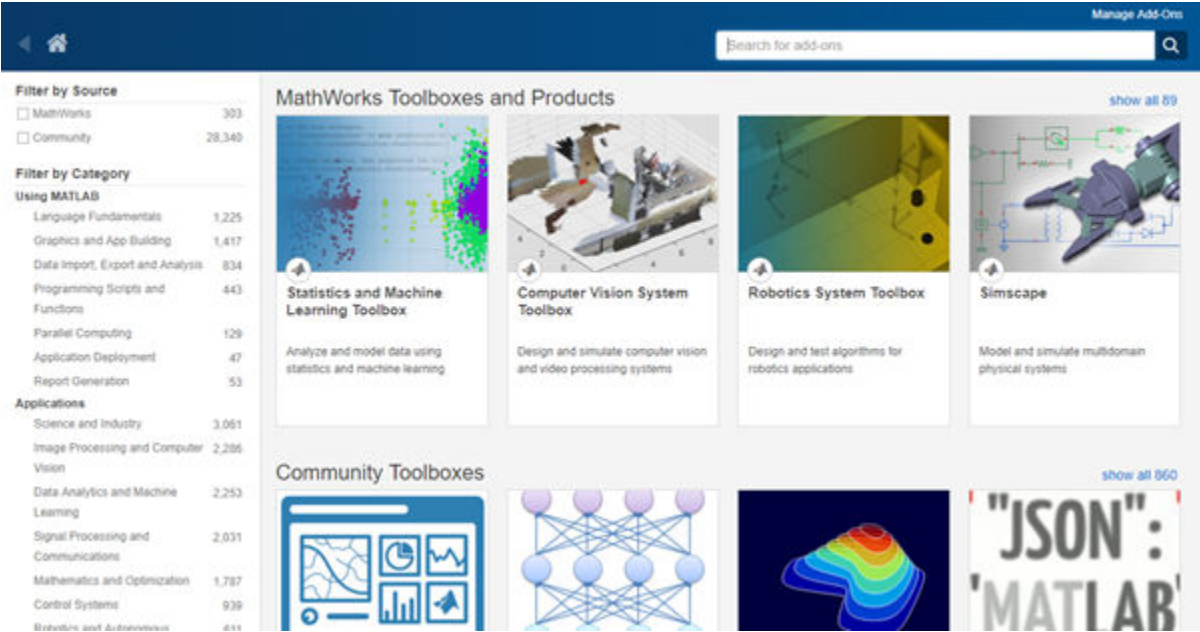 Manage Add-Ons
Search for add-ons
Filter by Source
MathWorks 303
Community 28,340
Filter by Category
Using MATLAB
Language Fundamentals 1,225
Graphics and App Building 1,417
Data Import, Export and Analysis 834
Programming Scripts and 443
Functions
Parallel Computing 129
Application Deployment 47
Report Generation 53
Applications
Science and Industry 3,061
Image Processing and Computer 2,286
Vision
Data Analytics and Machine 2,253
Learning
Signal Processing and 2,031
Communications
Mathematics and Optimization 1,787
Control Systems 939
Robotics and Autonomous 611
MathWorks Toolboxes and Products
show all 89
Statistics and Machine
Learning Toolbox
Analyze and model data using
statistics and machine learning
Computer Vision System
Toolbox
Design and simulate computer vision
and video processing systems
Robotics System Toolbox
Design and test algorithms for
robotics applications
Simscape
Model and simulate multidomain
physical systems
Community Toolboxes
show all 860
"JSON":
'MATLAB'